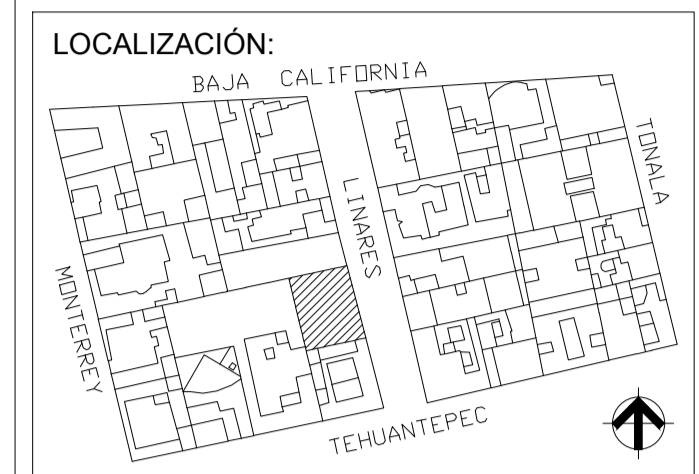 LOCALIZACIÓN:
BAJA CALIFORNIA
TONALA
LINARES
MONTERREY
TEHUANTEPEC